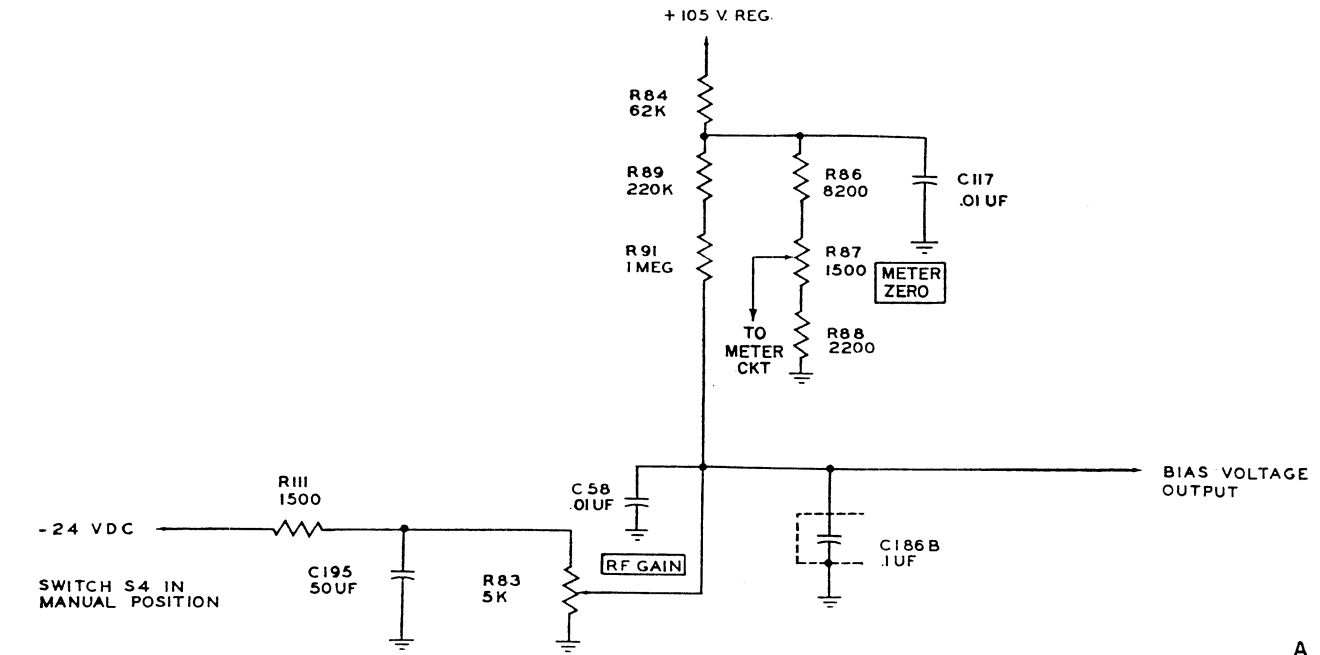 +105 V. REG.
R84
62K
R89
220K
R86
8200
C117
.01UF
R91
1MEG
R87
1500
METER
ZERO
TO
METER
CKT
R88
2200
R111
1500
C58
.01UF
BIAS VOLTAGE
OUTPUT
-24 VDC
C186B
.1UF
RF GAIN
C195
50UF
R83
5K
SWITCH S4 IN
MANUAL POSITION
A